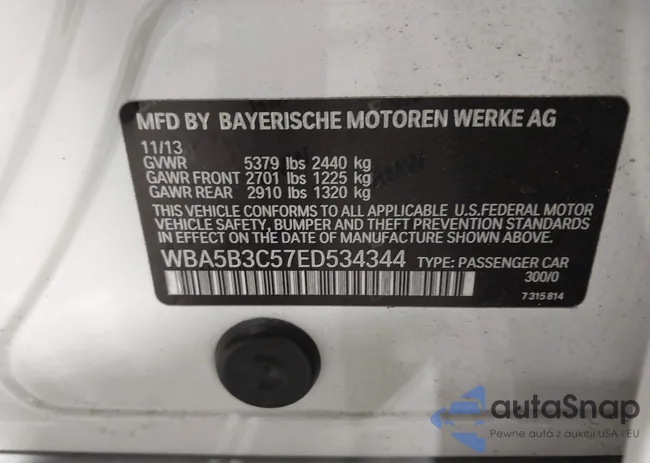 MFD BY BAYERISCHE MOTOREN WERKE AG
11/13
GVWR 5379 lbs 2440 kg
GAWR FRONT 2701 lbs 1225 kg
GAWR REAR 2910 lbs 1320 kg
THIS VEHICLE CONFORMS TO ALL APPLICABLE U.S.FEDERAL MOTOR
VEHICLE SAFETY, BUMPER AND THEFT PREVENTION STANDARDS
IN EFFECT ON THE DATE OF MANUFACTURE SHOWN ABOVE.
WBA5B3C57ED534344 TYPE: PASSENGER CAR
300/0
7 315 814
autaSnap
Pewne auta z aukcji USA i EU